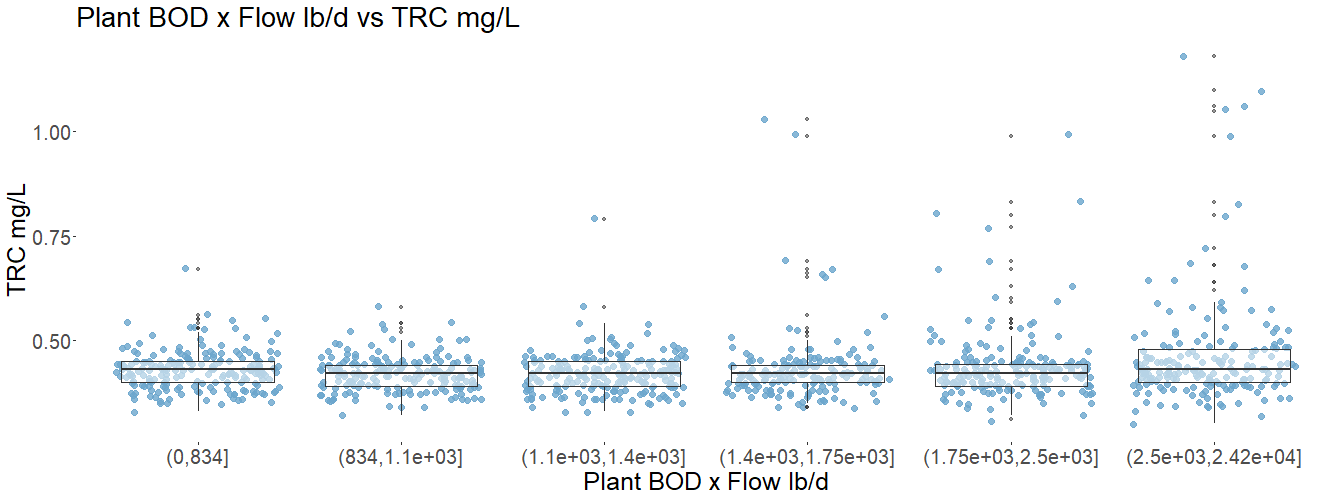 Plant BOD x Flow lb/d vs TRC mg/L
TRC mg/L
1.00
0.75
0.50
(0,834]
(834,1.1e+03]
(1.1e+03,1.4e+03]
(1.4e+03,1.75e+03]
(1.75e+03,2.5e+03]
(2.5e+03,2.42e+04]
Plant BOD x Flow lb/d